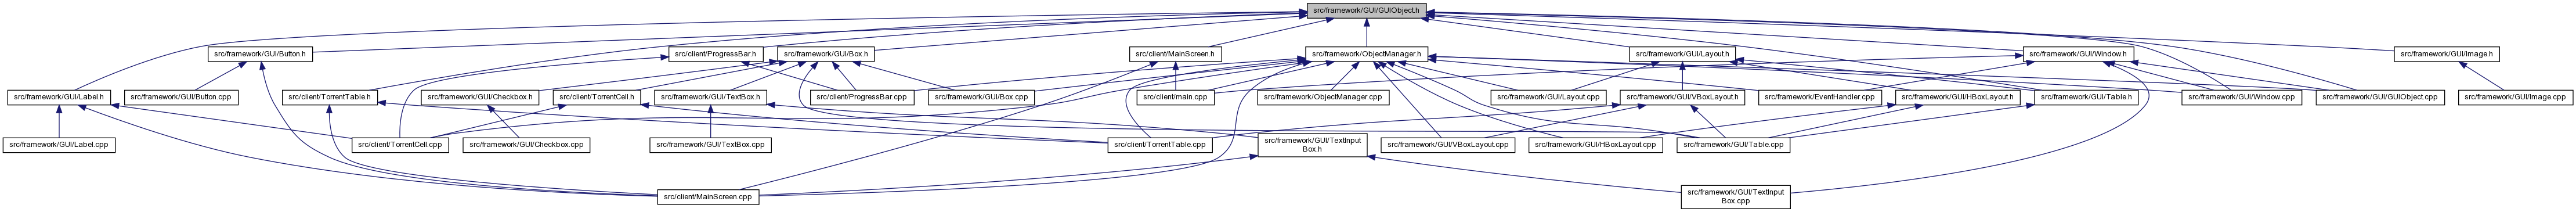 src/framework/GUI/GUIObject.h
src/framework/GUI/Button.h
src/client/ProgressBar.h
src/framework/GUI/Box.h
src/client/MainScreen.h
src/framework/ObjectManager.h
src/framework/GUI/Layout.h
src/framework/GUI/Window.h
src/framework/GUI/Image.h
src/framework/GUI/Label.h
src/framework/GUI/Button.cpp
src/client/TorrentTable.h
src/framework/GUI/Checkbox.h
src/client/TorrentCell.h
src/framework/GUI/TextBox.h
src/client/ProgressBar.cpp
src/framework/GUI/Box.cpp
src/client/main.cpp
src/framework/ObjectManager.cpp
src/framework/GUI/Layout.cpp
src/framework/GUI/VBoxLayout.h
src/framework/EventHandler.cpp
src/framework/GUI/HBoxLayout.h
src/framework/GUI/Table.h
src/framework/GUI/Window.cpp
src/framework/GUI/GUIObject.cpp
src/framework/GUI/Image.cpp
src/framework/GUI/Label.cpp
src/client/TorrentCell.cpp
src/framework/GUI/Checkbox.cpp
src/framework/GUI/TextBox.cpp
src/client/TorrentTable.cpp
src/framework/GUI/TextInput
Box.h
src/framework/GUI/VBoxLayout.cpp
src/framework/GUI/HBoxLayout.cpp
src/framework/GUI/Table.cpp
src/client/MainScreen.cpp
src/framework/GUI/TextInput
Box.cpp